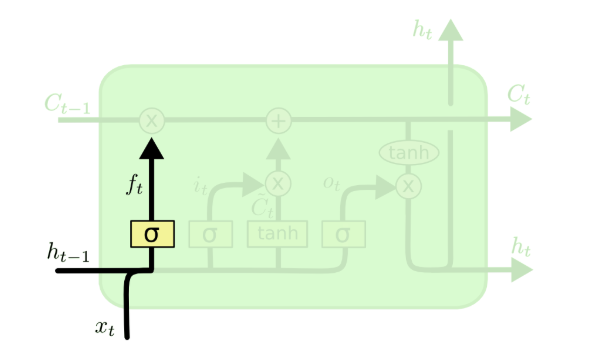 h_t
C_{t-1}
C_t
x
+
tanh
f_t
i_t
o_t
x
x
C̃_t
σ
σ
tanh
σ
h_{t-1}
h_t
x_t